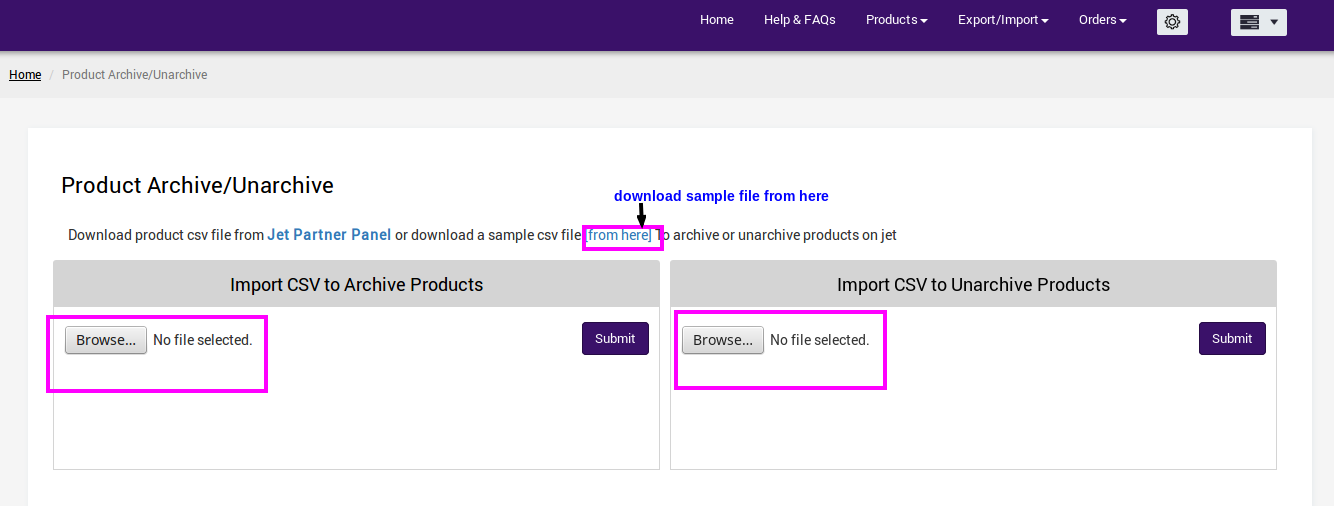 Home Help & FAQs Products Export/Import Orders
Home / Product Archive/Unarchive
Product Archive/Unarchive
download sample file from here
Download product csv file from Jet Partner Panel or download a sample csv file [from here] To archive or unarchive products on jet
Import CSV to Archive Products
Import CSV to Unarchive Products
Browse... No file selected. Submit
Browse... No file selected. Submit